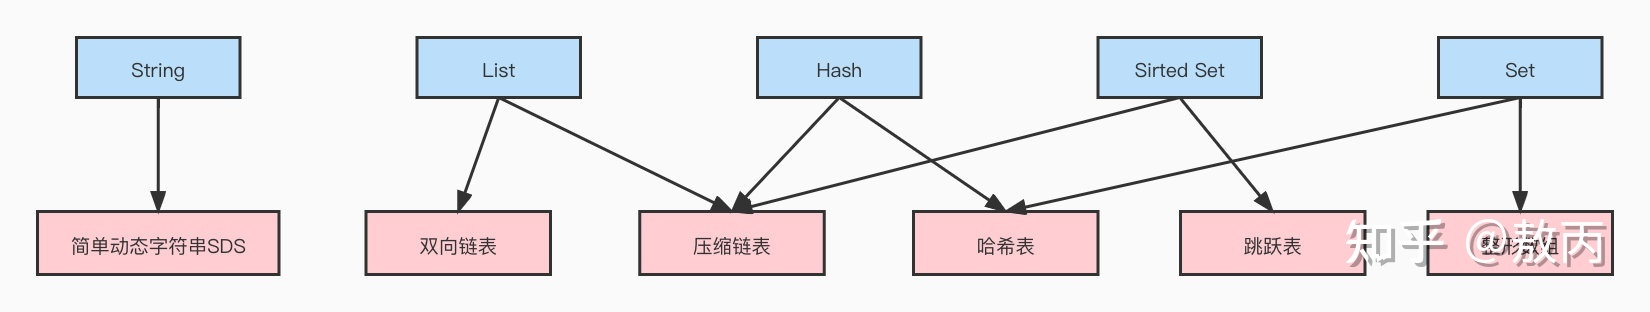 String
List
Hash
Sirted Set
Set
简单动态字符串SDS
双向链表
压缩链表
哈希表
跳跃表
整形数组
知乎 @敖丙